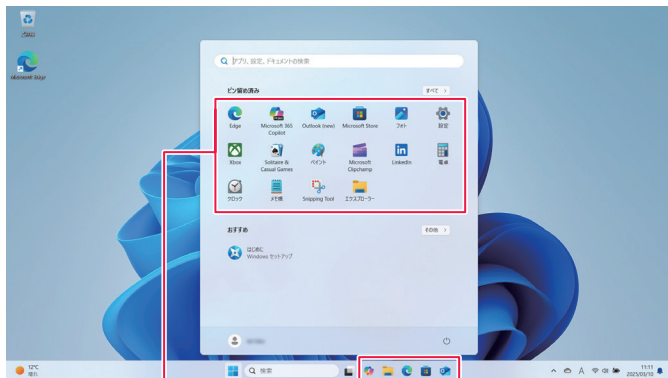 ごみ箱
Microsoft Edge
アプリ、設定、ドキュメントの検索
ピン留め済み
すべて >
Edge
Microsoft 365
Copilot
Outlook (new)
Microsoft Store
フォト
設定
Xbox
Solitaire &
Casual Games
ペイント
Microsoft
Clipchamp
LinkedIn
電卓
クロック
メモ帳
Snipping Tool
エクスプローラー
おすすめ
その他 >
はじめに
Windows セットアップ
12°C
晴れ
検索
A
11:11
2025/03/10